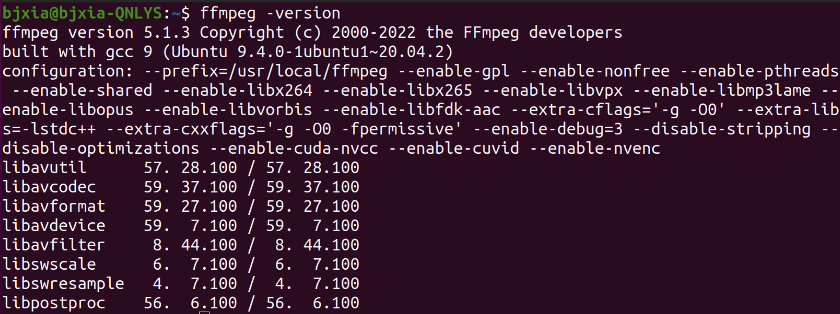 bjxia@bjxia-QNLYS:~$ ffmpeg -version
ffmpeg version 5.1.3 Copyright (c) 2000-2022 the FFmpeg developers
built with gcc 9 (Ubuntu 9.4.0-1ubuntu1~20.04.2)
configuration: --prefix=/usr/local/ffmpeg --enable-gpl --enable-nonfree --enable-pthreads
 --enable-shared --enable-libx264 --enable-libx265 --enable-libvpx --enable-libmp3lame --
enable-libopus --enable-libvorbis --enable-libfdk-aac --extra-cflags='-g -O0' --extra-lib
s=-lstdc++ --extra-cxxflags='-g -O0 -fpermissive' --enable-debug=3 --disable-stripping --
disable-optimizations --enable-cuda-nvcc --enable-cuvid --enable-nvenc
libavutil      57. 28.100 / 57. 28.100
libavcodec     59. 37.100 / 59. 37.100
libavformat    59. 27.100 / 59. 27.100
libavdevice    59.  7.100 / 59.  7.100
libavfilter     8. 44.100 /  8. 44.100
libswscale      6.  7.100 /  6.  7.100
libswresample   4.  7.100 /  4.  7.100
libpostproc    56.  6.100 / 56.  6.100